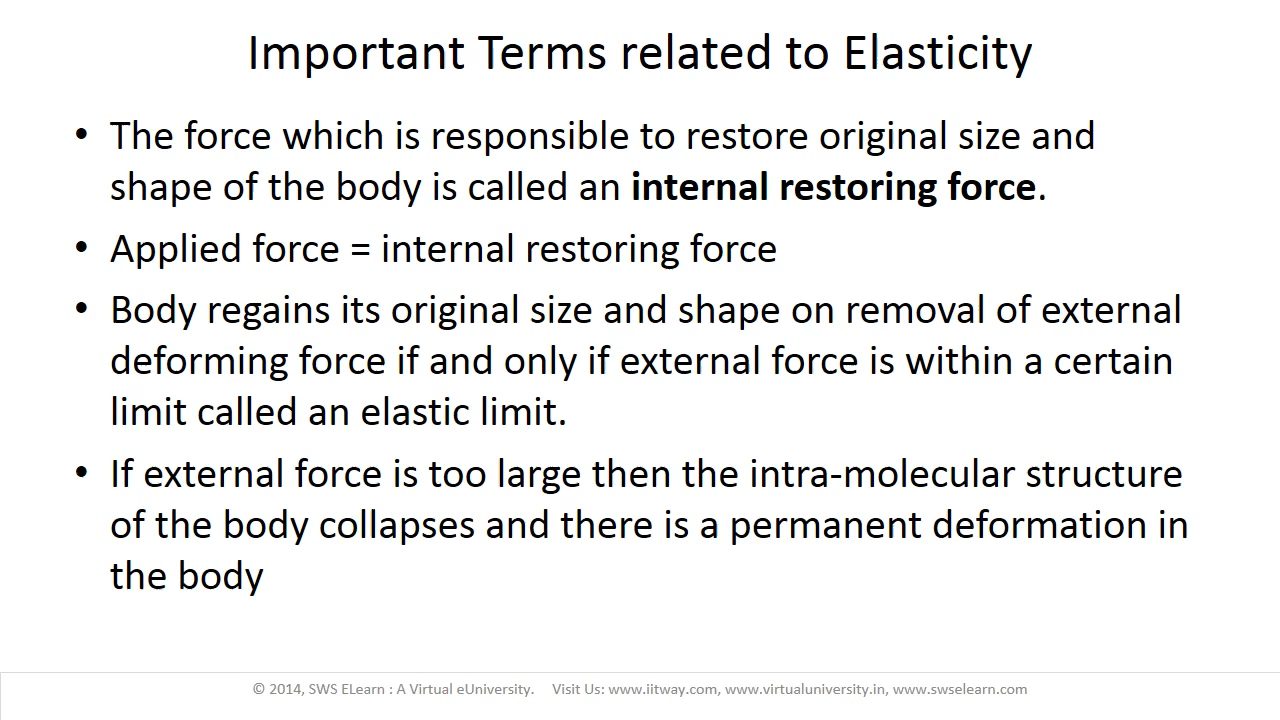 Important Terms related to Elasticity
• The force which is responsible to restore original size and
shape of the body is called an internal restoring force.
• Applied force = internal restoring force
• Body regains its original size and shape on removal of external
deforming force if and only if external force is within a certain
limit called an elastic limit.
• If external force is too large then the intra-molecular structure
of the body collapses and there is a permanent deformation in
the body
© 2014, SWS ELearn : A Virtual eUniversity. Visit Us: www.iitway.com, www.virtualuniversity.in, www.swselearn.com